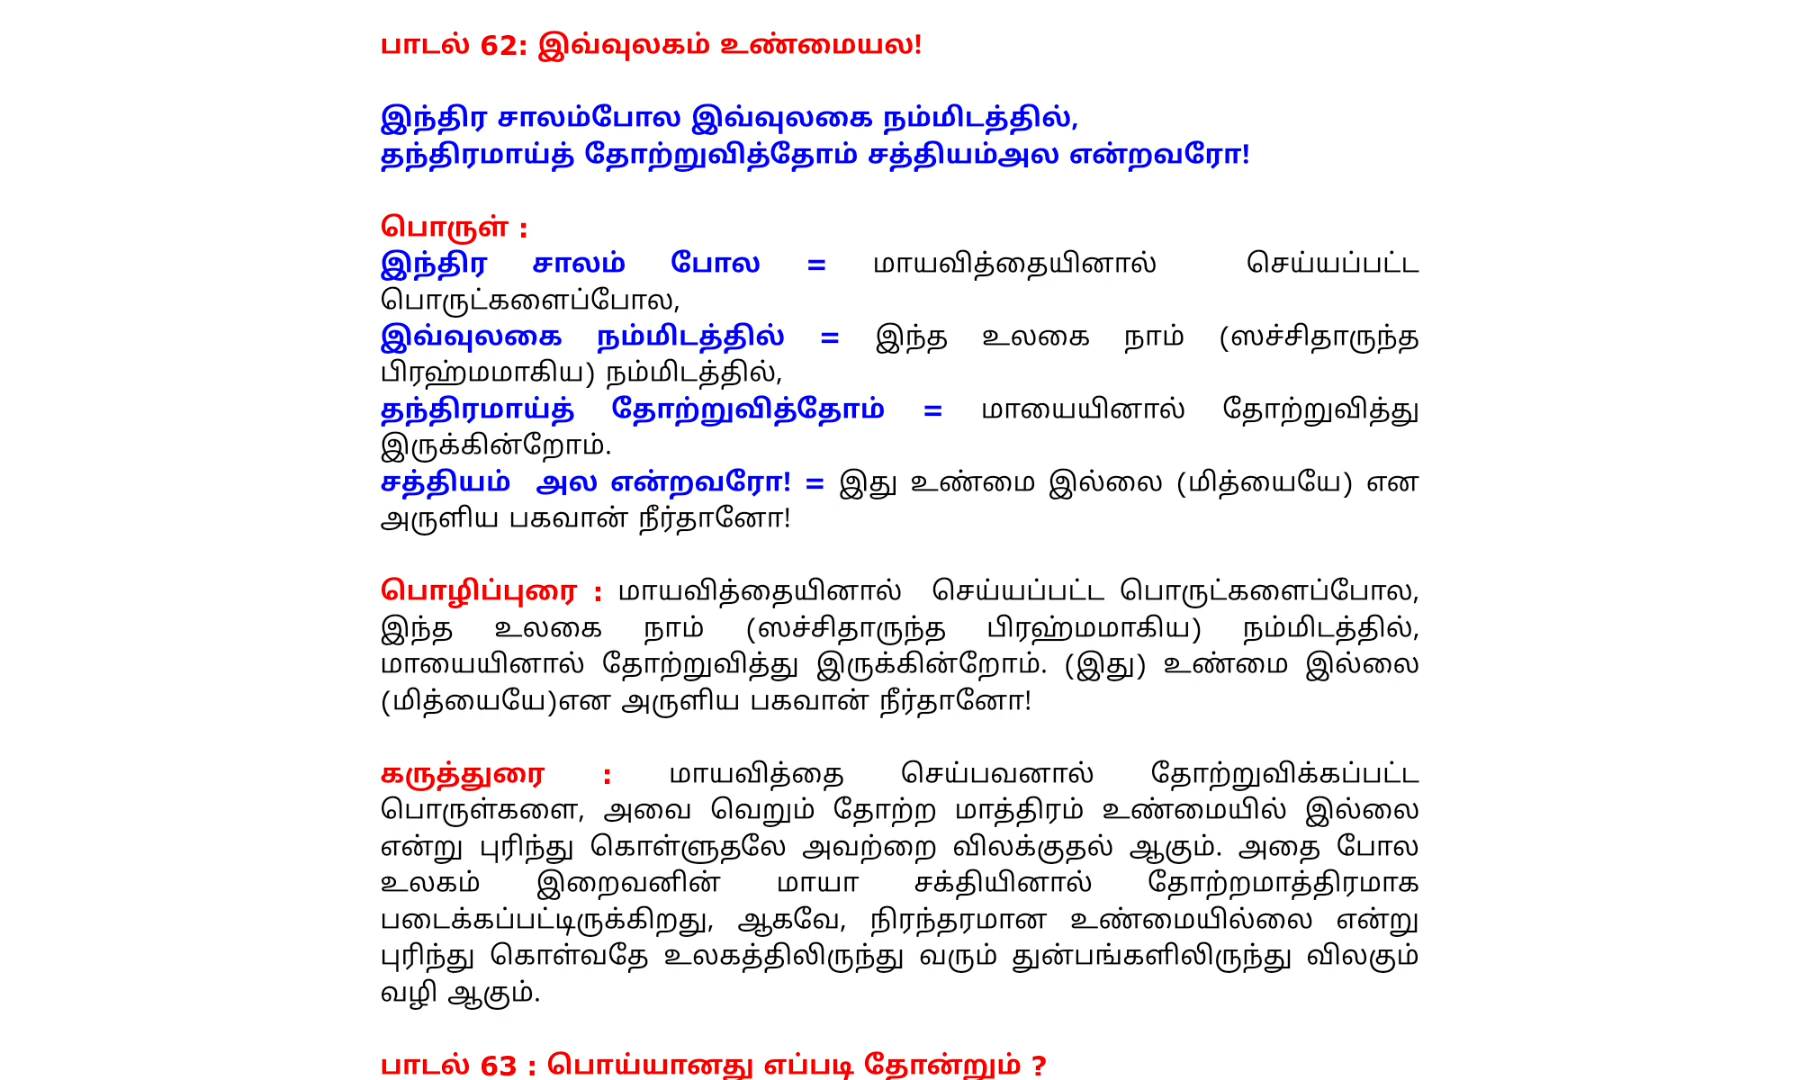 பாடல் 62: இவ்வுலகம் உண்மையல!
இந்திர சாலம்போல இவ்வுலகை நம்மிடத்தில்,
தந்திரமாய்த் தோற்றுவித்தோம் சத்தியம்அல என்றவரோ!
பொருள் :
இந்திர சாலம் போல = மாயவித்தையினால் செய்யப்பட்ட
பொருட்களைப்போல,
இவ்வுலகை நம்மிடத்தில் = இந்த உலகை நாம் (ஸச்சிதாருந்த
பிரஹ்மமாகிய) நம்மிடத்தில்,
தந்திரமாய்த் தோற்றுவித்தோம் = மாயையினால் தோற்றுவித்து
இருக்கின்றோம்.
சத்தியம் அல என்றவரோ! = இது உண்மை இல்லை (மித்யையே) என
அருளிய பகவான் நீர்தானோ!
பொழிப்புரை : மாயவித்தையினால் செய்யப்பட்ட பொருட்களைப்போல,
இந்த உலகை நாம் (ஸச்சிதாருந்த பிரஹ்மமாகிய) நம்மிடத்தில்,
மாயையினால் தோற்றுவித்து இருக்கின்றோம். (இது) உண்மை இல்லை
(மித்யையே)என அருளிய பகவான் நீர்தானோ!
கருத்துரை : மாயவித்தை செய்பவனால் தோற்றுவிக்கப்பட்ட
பொருள்களை, அவை வெறும் தோற்ற மாத்திரம் உண்மையில் இல்லை
என்று புரிந்து கொள்ளுதலே அவற்றை விலக்குதல் ஆகும். அதை போல
உலகம் இறைவனின் மாயா சக்தியினால் தோற்றமாத்திரமாக
படைக்கப்பட்டிருக்கிறது, ஆகவே, நிரந்தரமான உண்மையில்லை என்று
புரிந்து கொள்வதே உலகத்திலிருந்து வரும் துன்பங்களிலிருந்து விலகும்
வழி ஆகும்.
பாடல் 63 : பொய்யானது எப்படி தோன்றும் ?